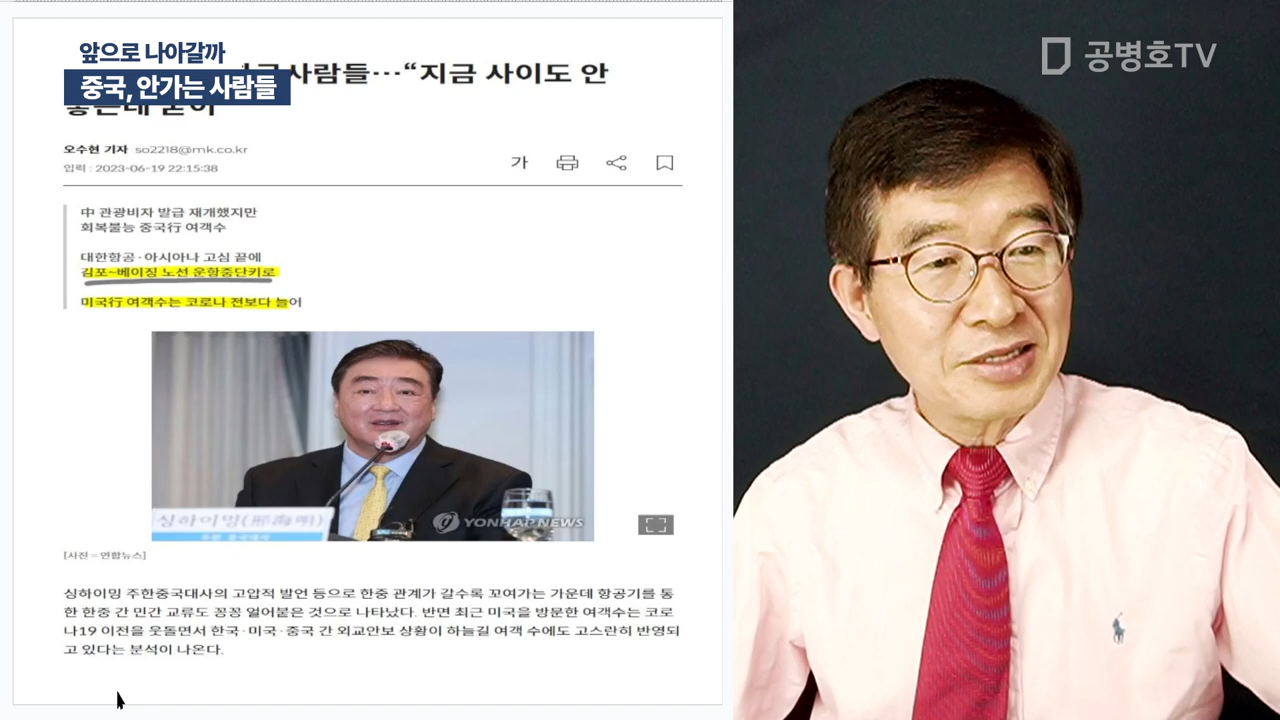 앞으로 나아갈까
중국, 안가는 사람들
사람들…“지금 사이도 안
공병호TV
오수현 기자 so2218@mk.co.kr
입력 : 2023-06-19 22:15:38
가
中 관광비자 발급 재개했지만
회복불능 중국行 여객수
대한항공·아시아나 고심 끝에
김포~베이징 노선 운항중단키로
미국行 여객수는 코로나 전보다 늘어
싱하이밍(邢海明)
YONHAP NEWS
[사진 = 연합뉴스]
싱하이밍 주한중국대사의 고압적 발언 등으로 한중 관계가 갈수록 꼬여가는 가운데 항공기를 통
한 한중 간 민간 교류도 꽁꽁 얼어붙은 것으로 나타났다. 반면 최근 미국을 방문한 여객수는 코로
나19 이전을 웃돌면서 한국·미국·중국 간 외교안보 상황이 하늘길 여객 수에도 고스란히 반영되
고 있다는 분석이 나온다.